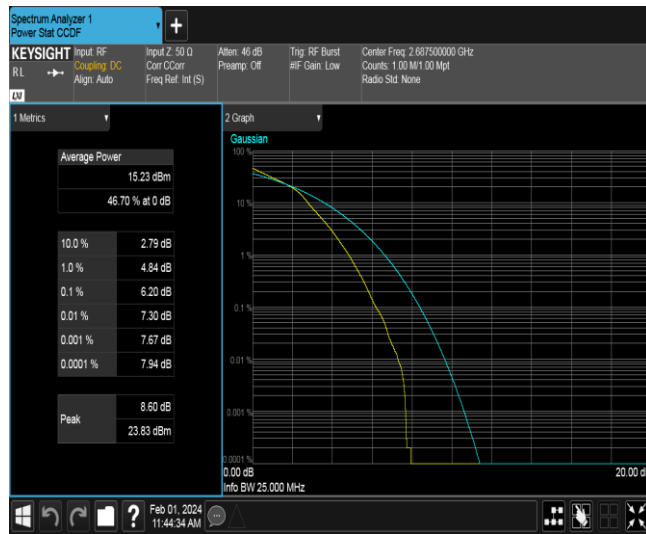 Spectrum Analyzer 1
Power Stat CCDF
+
KEYSIGHT
RL
LXI
Input: RF
Coupling: DC
Align: Auto
Input Z: 50 Ω
Corr CCorr
Freq Ref: Int (S)
Atten: 46 dB
Preamp: Off
Trig: RF Burst
#IF Gain: Low
Center Freq: 2.687500000 GHz
Counts: 1.00 M/1.00 Mpt
Radio Std: None
1 Metrics
Average Power
15.23 dBm
46.70 % at 0 dB
10.0 % 2.79 dB
1.0 % 4.84 dB
0.1 % 6.20 dB
0.01 % 7.30 dB
0.001 % 7.67 dB
0.0001 % 7.94 dB
Peak
8.60 dB
23.83 dBm
2 Graph
Gaussian
100 %
10 %
1 %
0.1 %
0.01 %
0.001 %
0.0001 %
0.00 dB 20.00 d
Info BW 25.000 MHz
?
Feb 01, 2024
11:44:34 AM